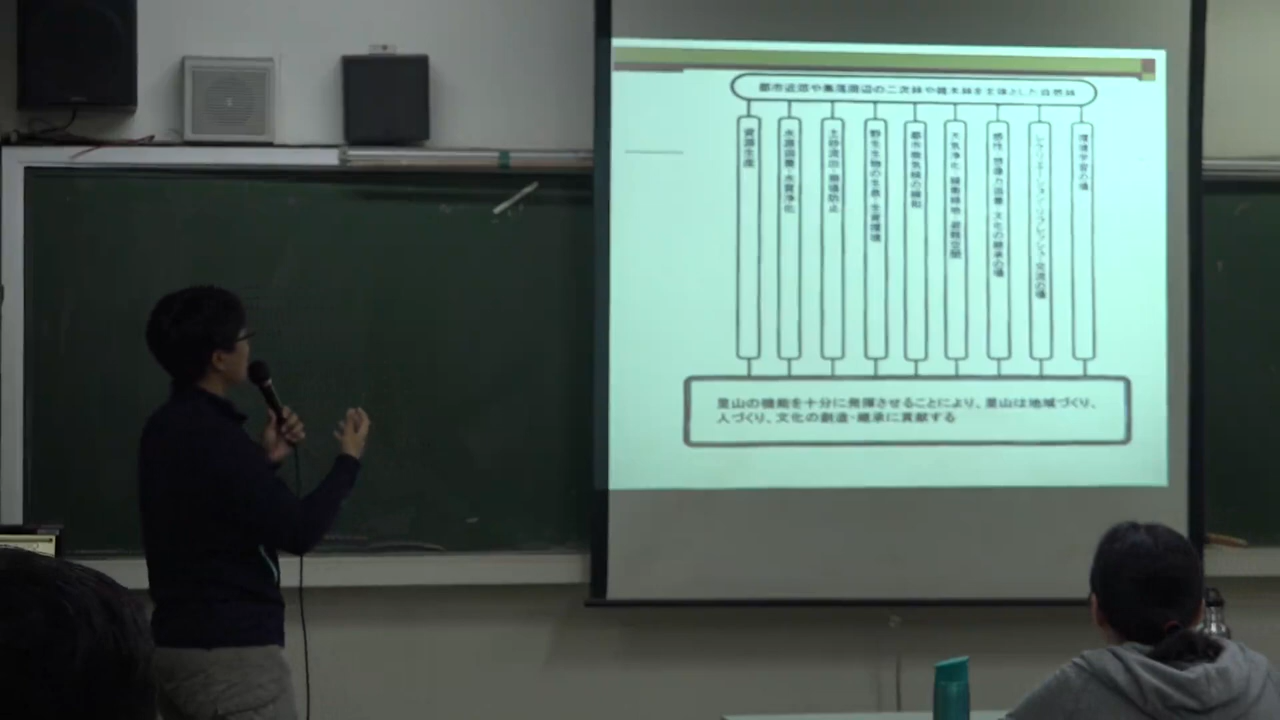 都市近郊や集落周辺の二次林や雑木林を主体とした自然林
資源生産
水源涵養・水質浄化
土砂流出・崩壊防止
野生生物の生息・生育環境
都市微気候の緩和
大気浄化・緩衝緑地・避難空間
感性・想像力涵養・文化の継承の場
レクリエーション・リフレッシュ・交流の場
環境学習の場
里山の機能を十分に発揮させることにより、里山は地域づくり、
人づくり、文化の創造・継承に貢献する